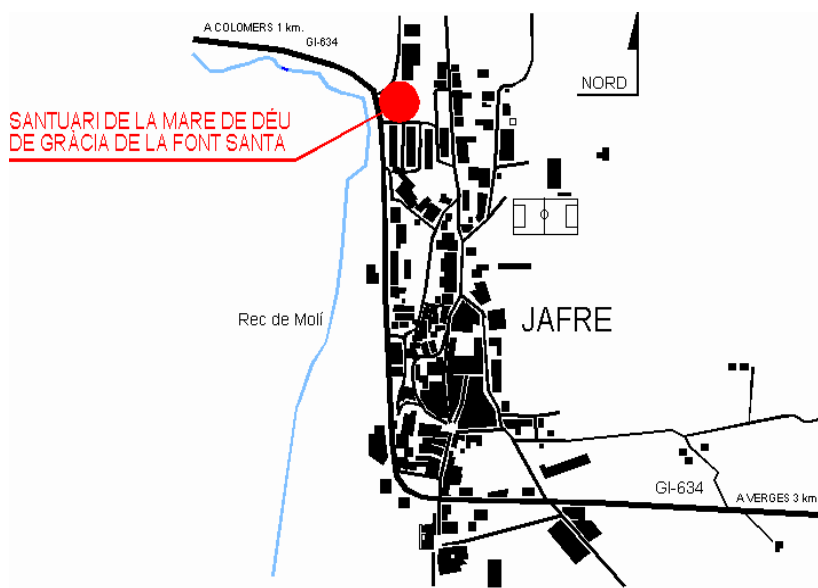 A COLOMERS 1 km.
GI-634
NORD
SANTUARI DE LA MARE DE DÉU
DE GRÀCIA DE LA FONT SANTA
Rec de Molí
JAFRE
GI-634
A VERGES 3 km